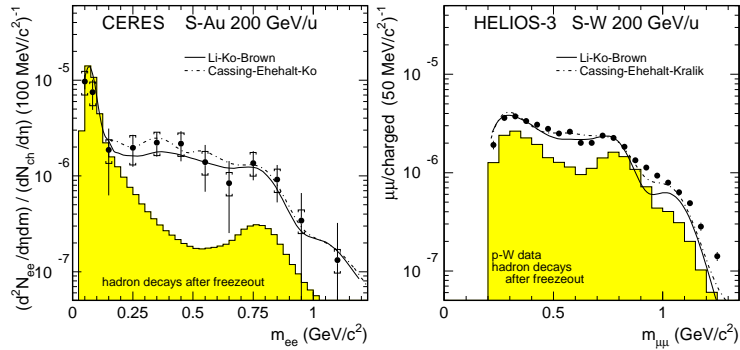 CERES S-Au 200 GeV/u
Li-Ko-Brown
Cassing-Ehehalt-Ko
(d²N_ee /dηdm) / (dN_ch /dη) (100 MeV/c²)⁻¹
10⁻⁵
10⁻⁶
10⁻⁷
hadron decays after freezeout
0 0.25 0.5 0.75 1
m_ee (GeV/c²)
HELIOS-3 S-W 200 GeV/u
Li-Ko-Brown
Cassing-Ehehalt-Kralik
μμ/charged (50 MeV/c²)⁻¹
10⁻⁵
10⁻⁶
10⁻⁷
p-W data
hadron decays
after freezeout
0 0.5 1
m_μμ (GeV/c²)